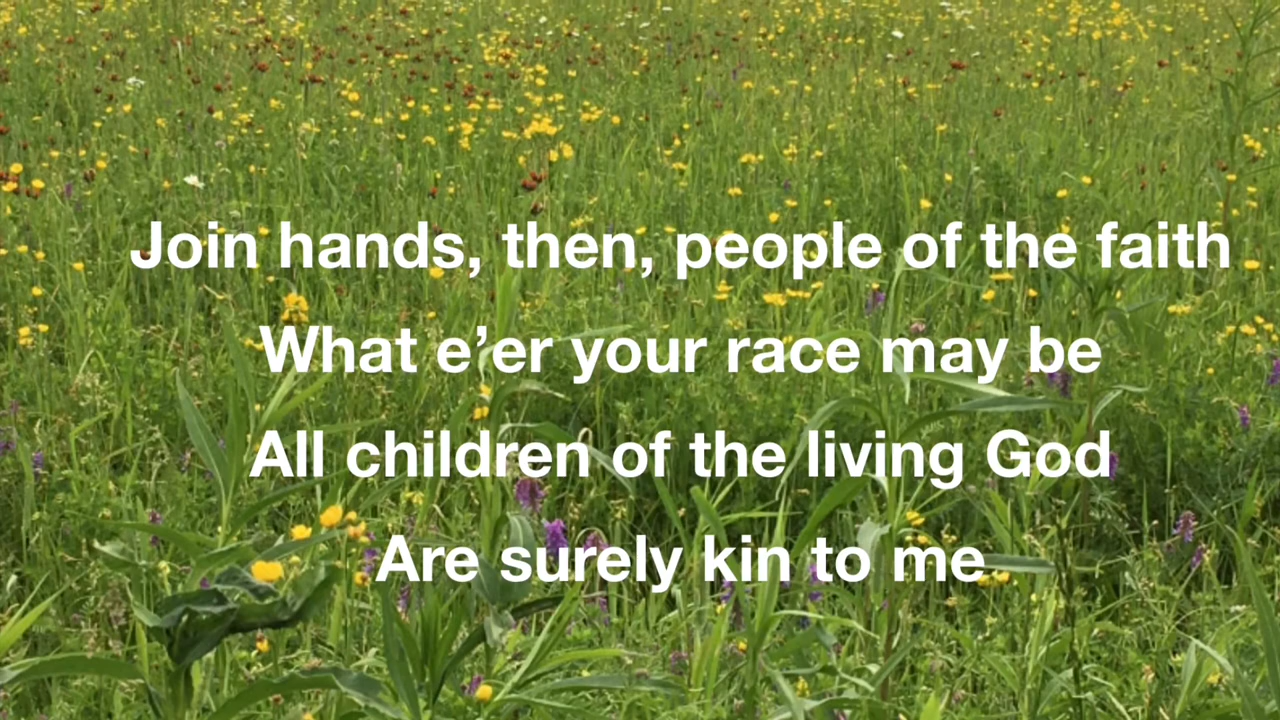 Join hands, then, people of the faith
What e’er your race may be
All children of the living God
Are surely kin to me